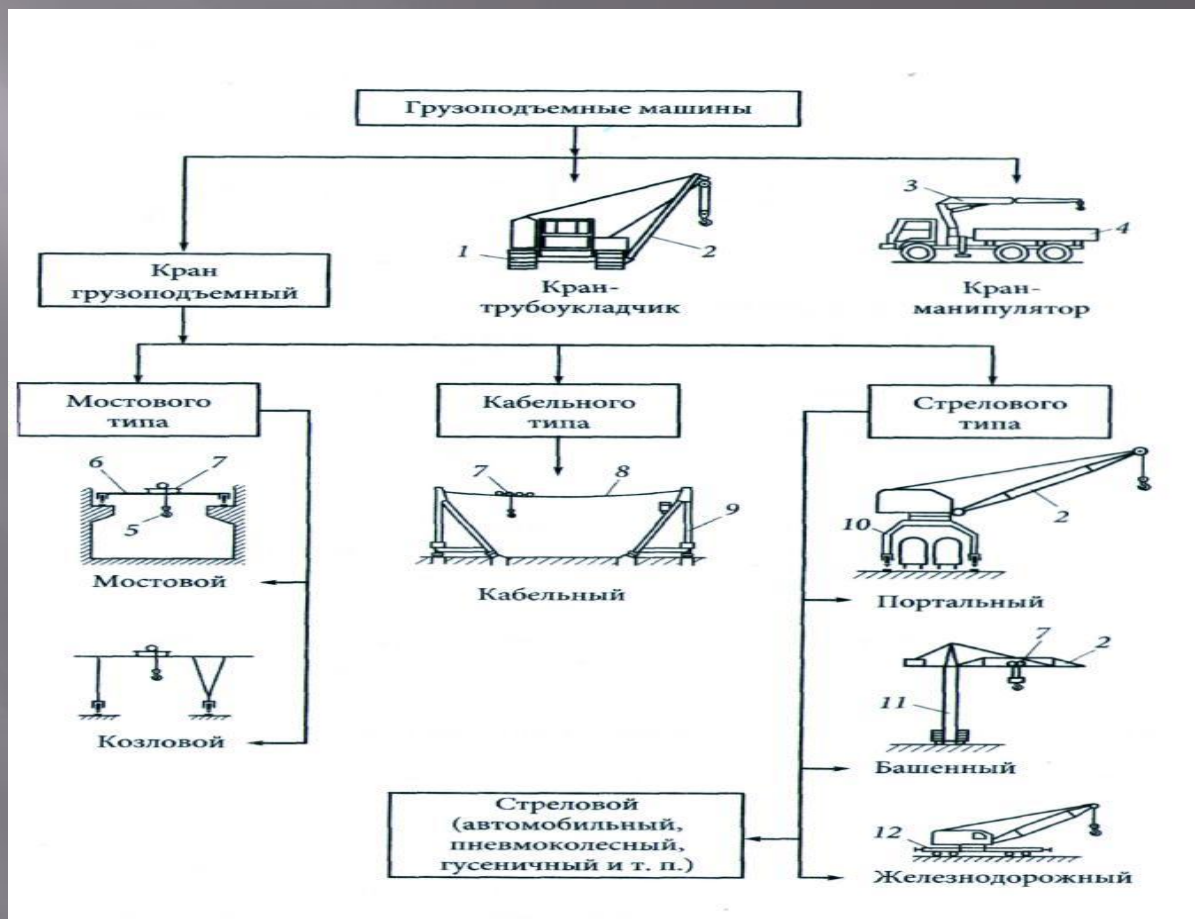 Грузоподъемные машины
3
4
1
2
Кран
грузоподъемный
Кран-
трубоукладчик
Кран-
манипулятор
Мостового
типа
Кабельного
типа
Стрелового
типа
6
7
5
7
8
9
2
10
Мостовой
Кабельный
Портальный
7
2
11
Козловой
Башенный
Стреловой
(автомобильный,
пневмоколесный,
гусеничный и т. п.)
12
Железнодорожный